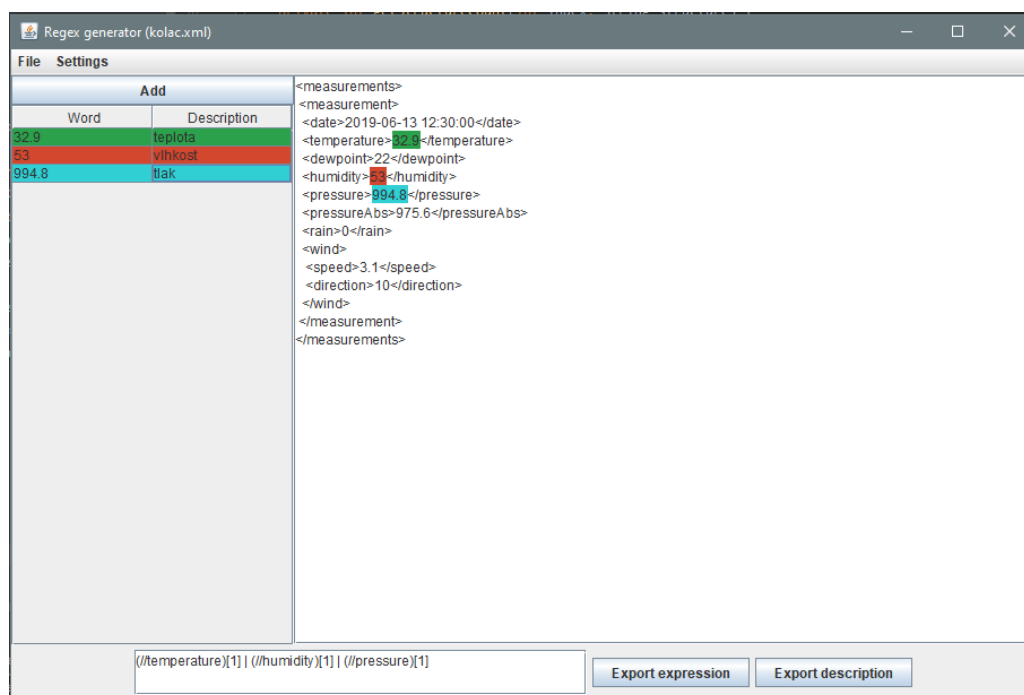 Regex generator (kolac.xml)
File Settings
Add
Word Description
32.9 teplota
53 vlhkost
994.8 tlak
<measurements>
<measurement>
<date>2019-06-13 12:30:00</date>
<temperature>32.9</temperature>
<dewpoint>22</dewpoint>
<humidity>53</humidity>
<pressure>994.8</pressure>
<pressureAbs>975.6</pressureAbs>
<rain>0</rain>
<wind>
<speed>3.1</speed>
<direction>10</direction>
</wind>
</measurement>
</measurements>
(//temperature)[1] | (//humidity)[1] | (//pressure)[1]
Export expression Export description